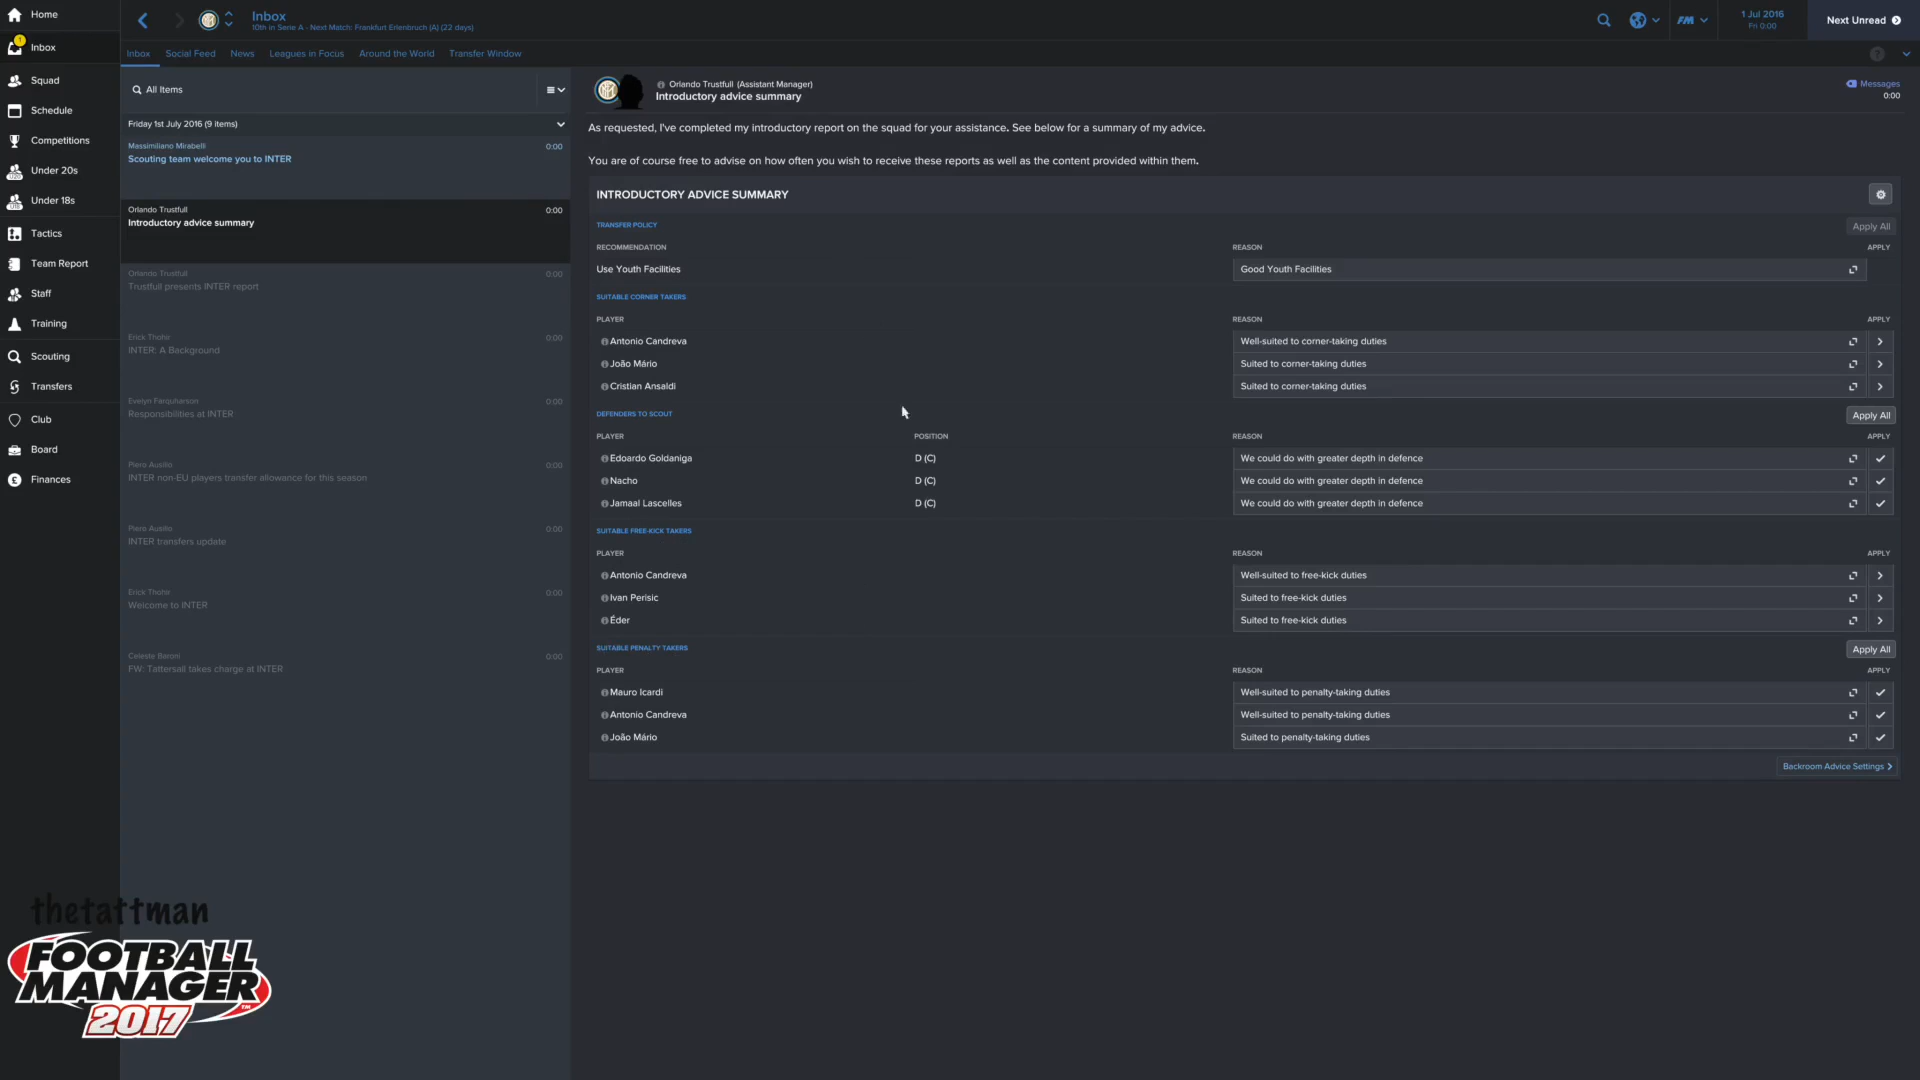 Home
Inbox
Squad
Schedule
Competitions
Under 20s
Under 18s
Tactics
Team Report
Staff
Training
Scouting
Transfers
Club
Board
Finances
Inbox
10th in Serie A - Next Match: Frankfurt Erlenbruch (A) (22 days)
FM
1 Jul 2016
Fri 0:00
Next Unread
Inbox Social Feed News Leagues in Focus Around the World Transfer Window
All Items
Friday 1st July 2016 (9 items)
Massimiliano Mirabelli 0:00
Scouting team welcome you to INTER
Orlando Trustfull 0:00
Introductory advice summary
Orlando Trustfull 0:00
Trustfull presents INTER report
Erick Thohir 0:00
INTER: A Background
Evelyn Farquharson 0:00
Responsibilities at INTER
Piero Ausilio 0:00
INTER non-EU players transfer allowance for this season
Piero Ausilio 0:00
INTER transfers update
Erick Thohir 0:00
Welcome to INTER
Celeste Baroni 0:00
FW: Tattersall takes charge at INTER
Orlando Trustfull (Assistant Manager)
Introductory advice summary
Messages
0:00
As requested, I've completed my introductory report on the squad for your assistance. See below for a summary of my advice.
You are of course free to advise on how often you wish to receive these reports as well as the content provided within them.
INTRODUCTORY ADVICE SUMMARY
TRANSFER POLICY Apply All
RECOMMENDATION REASON APPLY
Use Youth Facilities Good Youth Facilities
SUITABLE CORNER TAKERS
PLAYER REASON APPLY
Antonio Candreva Well-suited to corner-taking duties
João Mário Suited to corner-taking duties
Cristian Ansaldi Suited to corner-taking duties
DEFENDERS TO SCOUT Apply All
PLAYER POSITION REASON APPLY
Edoardo Goldaniga D (C) We could do with greater depth in defence
Nacho D (C) We could do with greater depth in defence
Jamaal Lascelles D (C) We could do with greater depth in defence
SUITABLE FREE-KICK TAKERS
PLAYER REASON APPLY
Antonio Candreva Well-suited to free-kick duties
Ivan Perisic Suited to free-kick duties
Éder Suited to free-kick duties
SUITABLE PENALTY TAKERS Apply All
PLAYER REASON APPLY
Mauro Icardi Well-suited to penalty-taking duties
Antonio Candreva Well-suited to penalty-taking duties
João Mário Suited to penalty-taking duties
Backroom Advice Settings
thetattman
FOOTBALL
MANAGER
2017